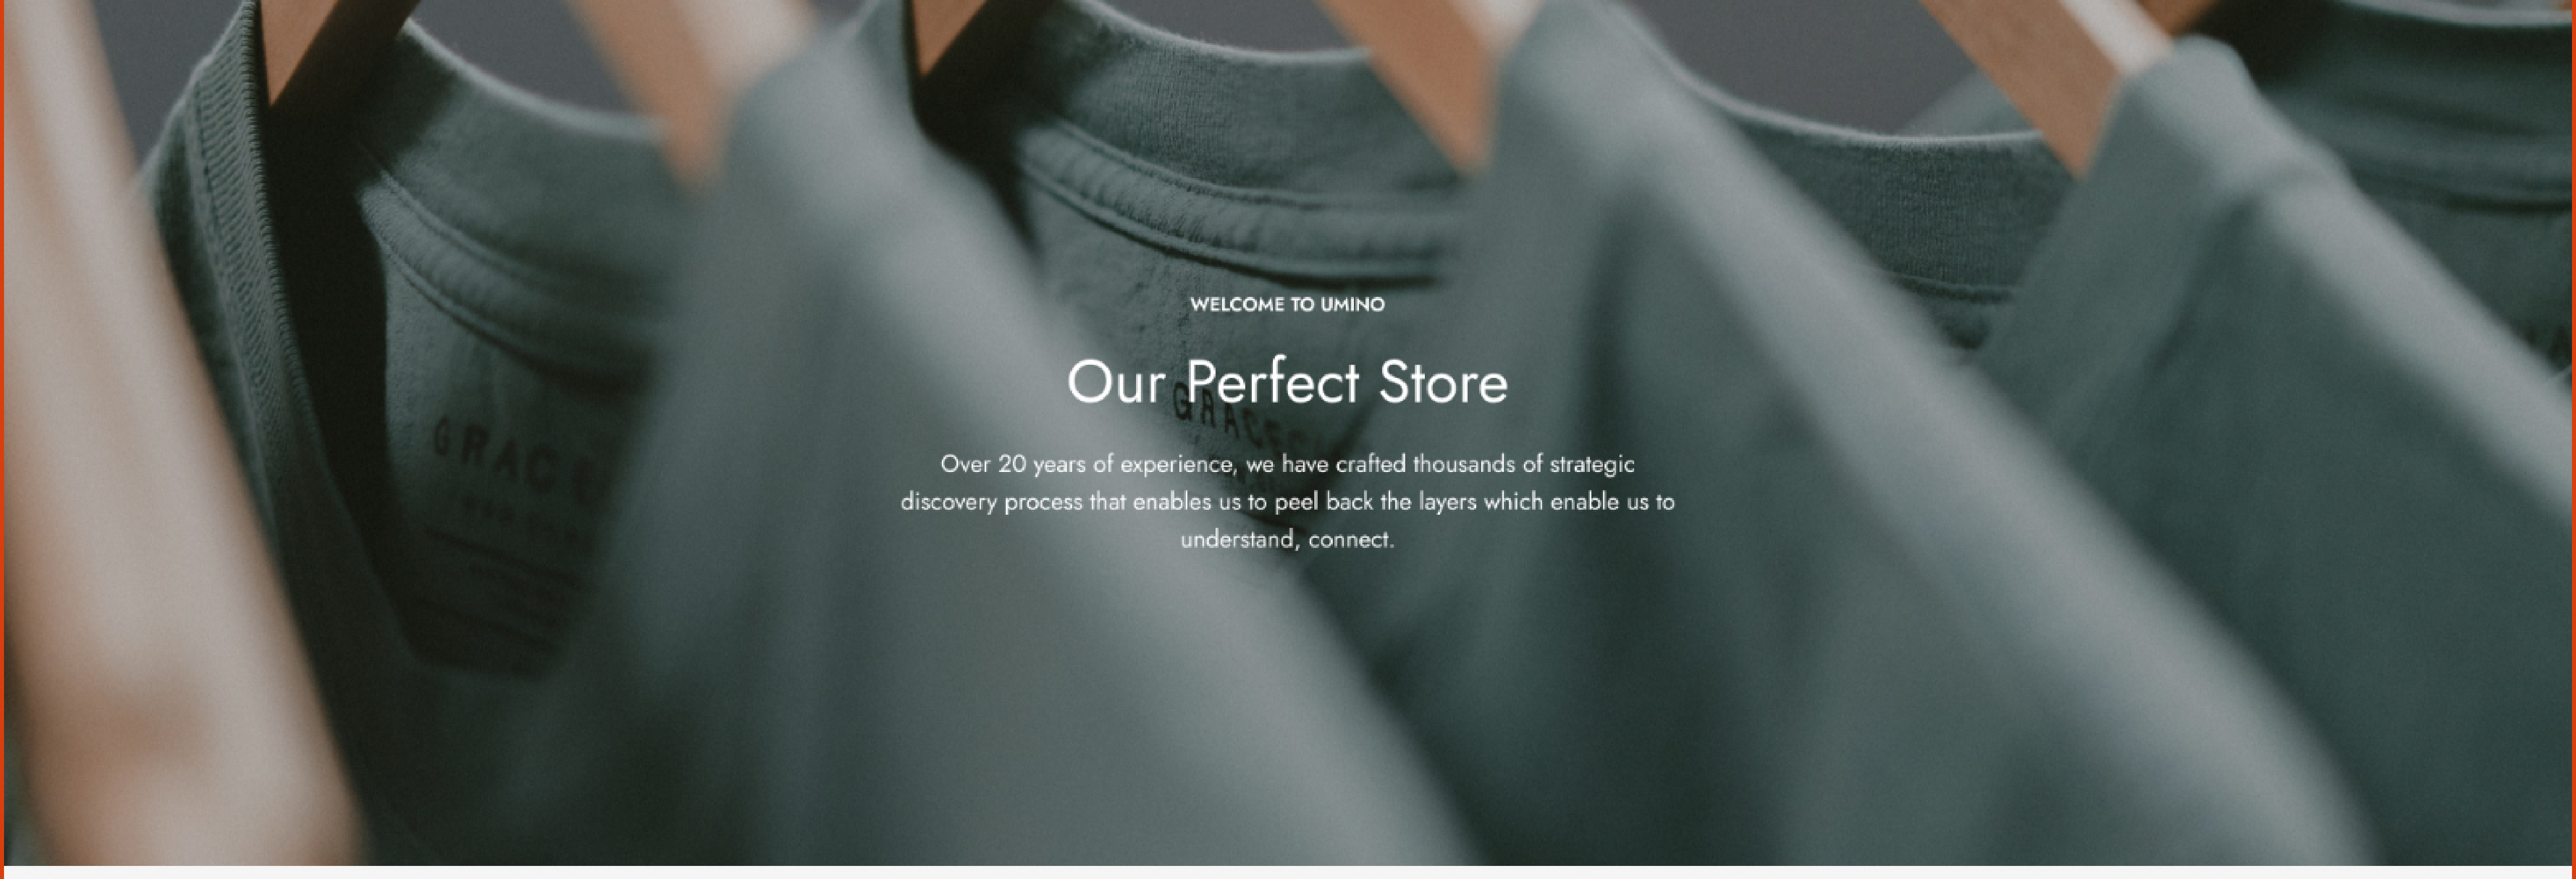 WELCOME TO UMINO
Our Perfect Store
Over 20 years of experience, we have crafted thousands of strategic
discovery process that enables us to peel back the layers which enable us to
understand, connect.